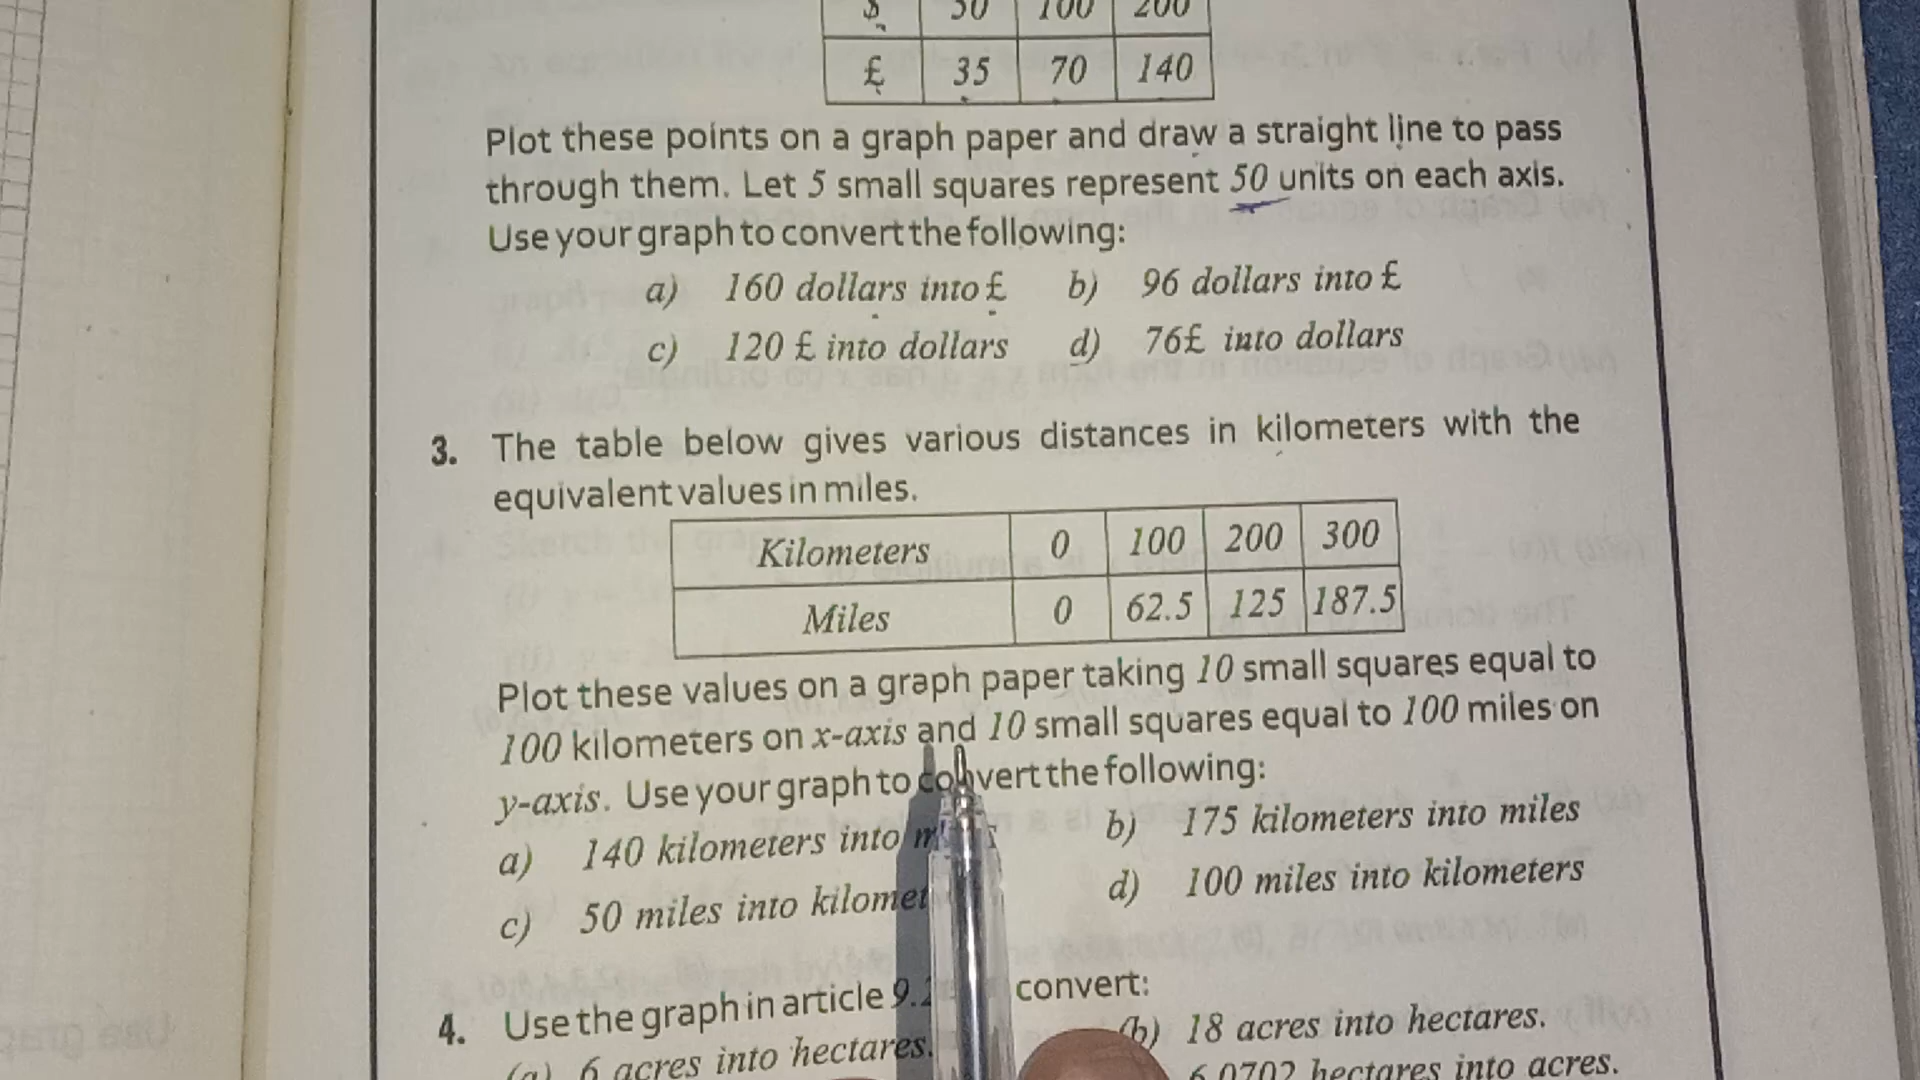 $ 50 100 200
£ 35 70 140
Plot these points on a graph paper and draw a straight line to pass
through them. Let 5 small squares represent 50 units on each axis.
Use your graph to convert the following:
a) 160 dollars into £ b) 96 dollars into £
c) 120 £ into dollars d) 76£ into dollars
3. The table below gives various distances in kilometers with the
equivalent values in miles.
Kilometers 0 100 200 300
Miles 0 62.5 125 187.5
Plot these values on a graph paper taking 10 small squares equal to
100 kilometers on x-axis and 10 small squares equal to 100 miles on
y-axis. Use your graph to convert the following:
a) 140 kilometers into b) 175 kilometers into miles
c) 50 miles into d) 100 miles into kilometers
4. Use the graph in article convert:
(a) 6 acres into hectares. (b) 18 acres into hectares.
6.0702 hectares into acres.